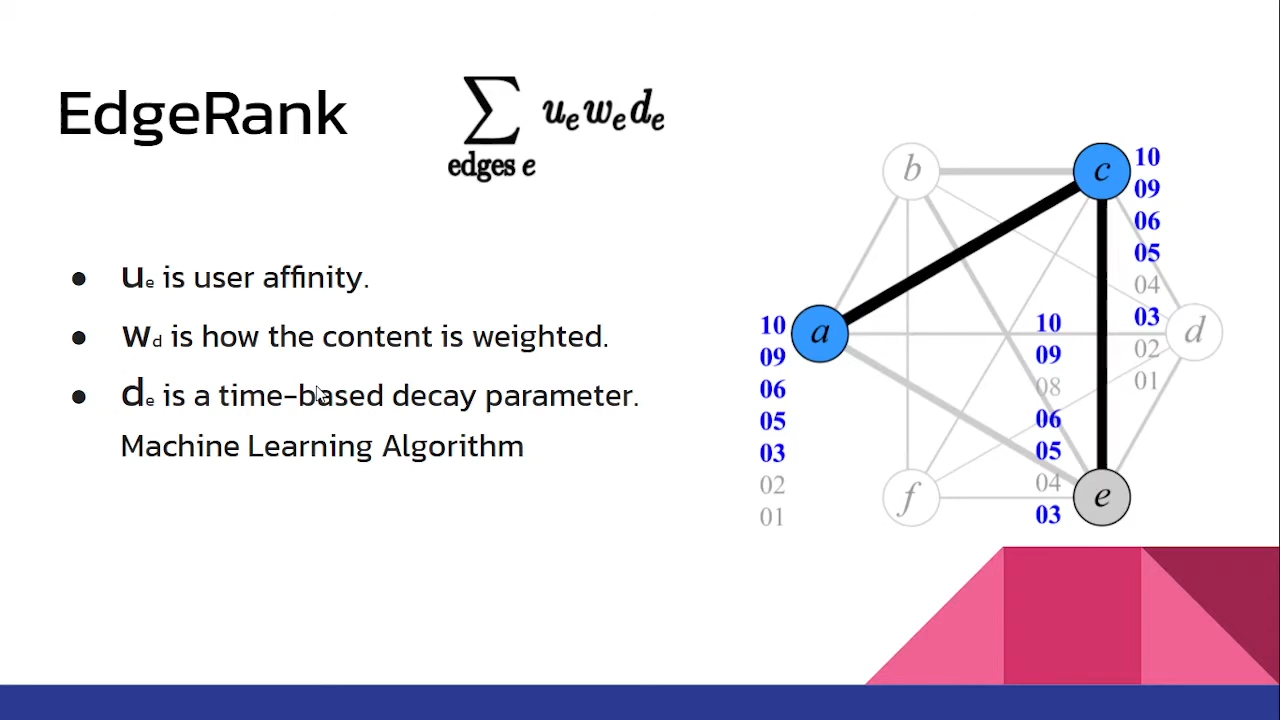 EdgeRank
∑ uₑwₑdₑ
edges e
● uₑ is user affinity.
● w_d is how the content is weighted.
● dₑ is a time-based decay parameter.
Machine Learning Algorithm
b
c
10
09
06
05
04
03
02
01
a
10
09
06
05
03
02
01
d
f
e
10
09
08
06
05
04
03